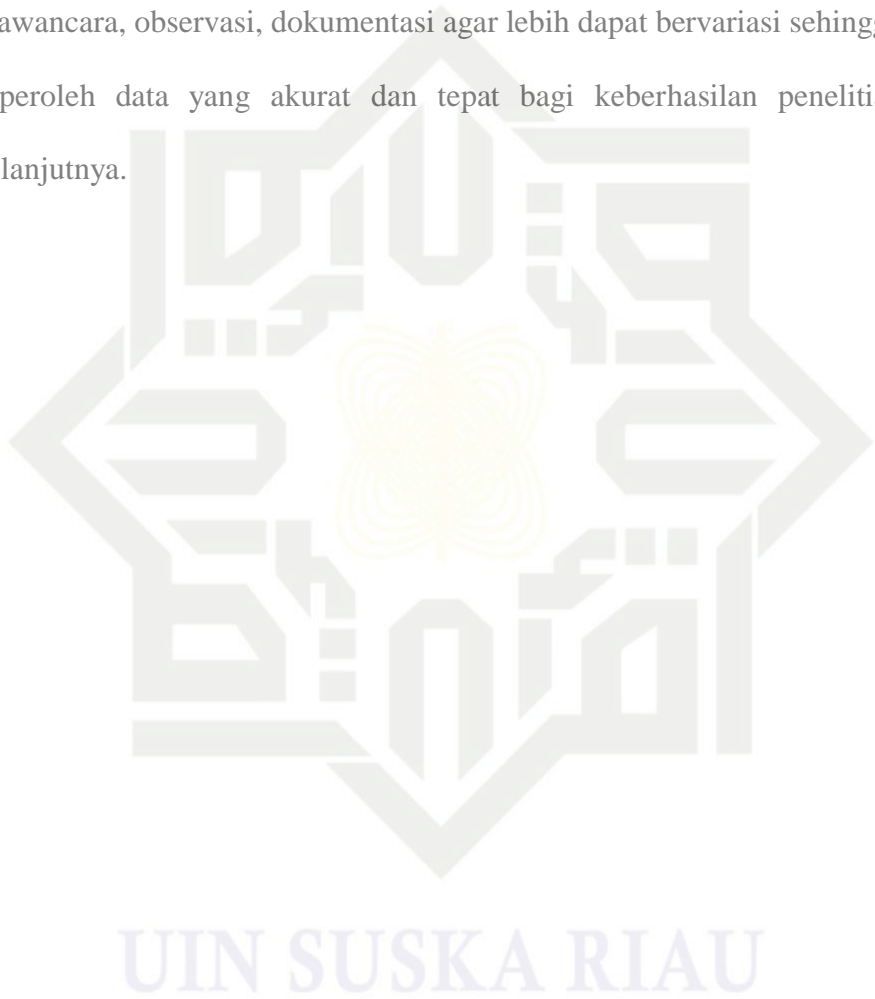 awancara, observasi, dokumentasi agar lebih dapat bervariasi sehingg
peroleh data yang akurat dan tepat bagi keberhasilan peneliti
lanjutnya.
UIN SUSKA RIAU